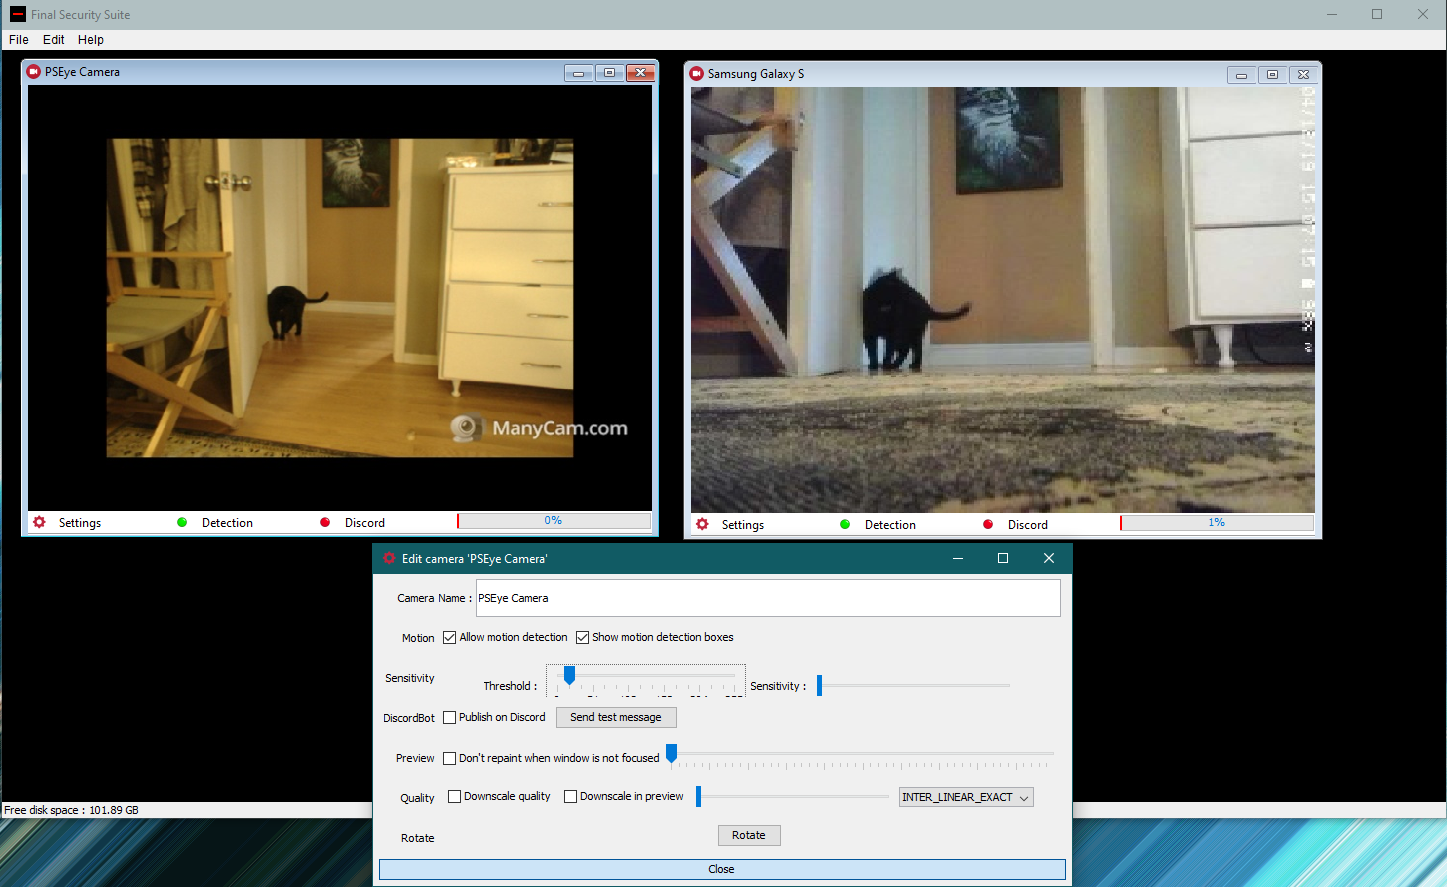 Final Security Suite
File Edit Help
PSEye Camera
ManyCam.com
Settings Detection Discord 0%
Samsung Galaxy S
Settings Detection Discord 1%
Edit camera 'PSEye Camera'
Camera Name : PSEye Camera
Motion Allow motion detection Show motion detection boxes
Sensitivity Threshold : Sensitivity :
DiscordBot Publish on Discord Send test message
Preview Don't repaint when window is not focused
Quality Downscale quality Downscale in preview INTER_LINEAR_EXACT
Rotate Rotate
Close
Free disk space : 101.89 GB